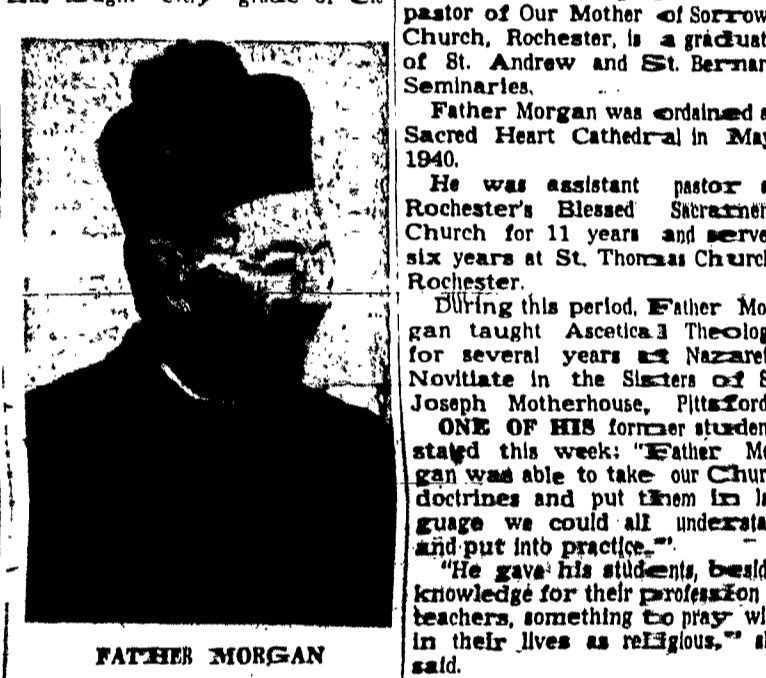 FATHER MORGAN
pastor of Our Mother of Sorrow
Church, Rochester, is a graduat
of St. Andrew and St. Bernar
Seminaries.
Father Morgan was ordained a
Sacred Heart Cathedral in May
1940.
He was assistant pastor a
Rochester's Blessed Sacramen
Church for 11 years and serve
six years at St. Thomas Churc
Rochester.
During this period, Father Mo
gan taught Ascetical Theolog
for several years at Nazaret
Novitiate in the Sisters of S
Joseph Motherhouse, Pittsford
ONE OF HIS former studen
stated this week: "Father Mo
gan was able to take our Chur
doctrines and put them in la
guage we could all understa
and put into practice."
"He gave his students, besid
knowledge for their profession
teachers, something to pray wi
in their lives as religious," s
said.